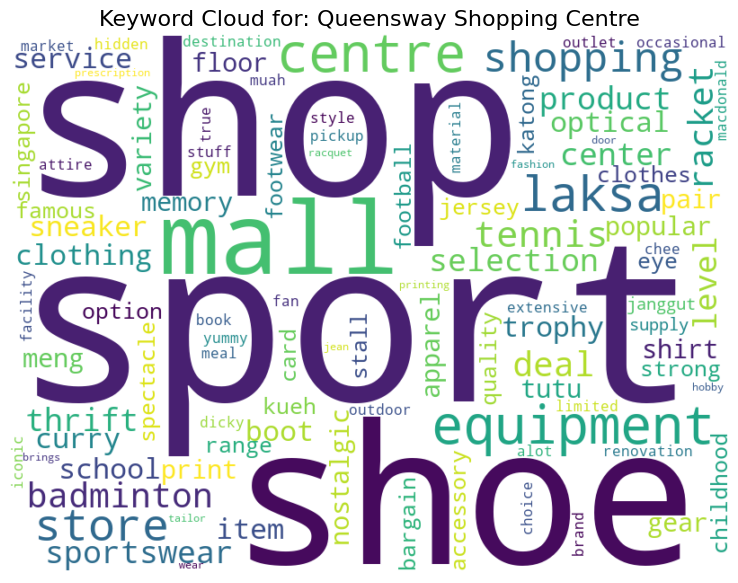 Keyword Cloud for: Queensway Shopping Centre
market
hidden
destination
outlet
occasional
service
floor
centre
shopping
prescription
muah
shop
true
style
pickup
stuff
racquet
material
katong
product
optical
racket
macdonald
door
singapore
attire
variety
gym
footwear
football
fashion
center
clothes
famous
memory
jersey
laksa
pair
sneaker
mall
tennis
popular
clothing
selection
chee
eye
level
sport
printing
facility
option
book
fan
yummy
meal
jean
stall
card
apparel
quality
extensive
trophy
janggut
supply
shirt
meng
spectacle
deal
strong
tutu
hobby
thrift
kueh
boot
outdoor
limited
curry
dicky
range
nostalgic
equipment
alot
renovation
childhood
iconic
brings
school
print
shoe
badminton
bargain
accessory
choice
brand
gear
store
tailor
item
sportswear
wear